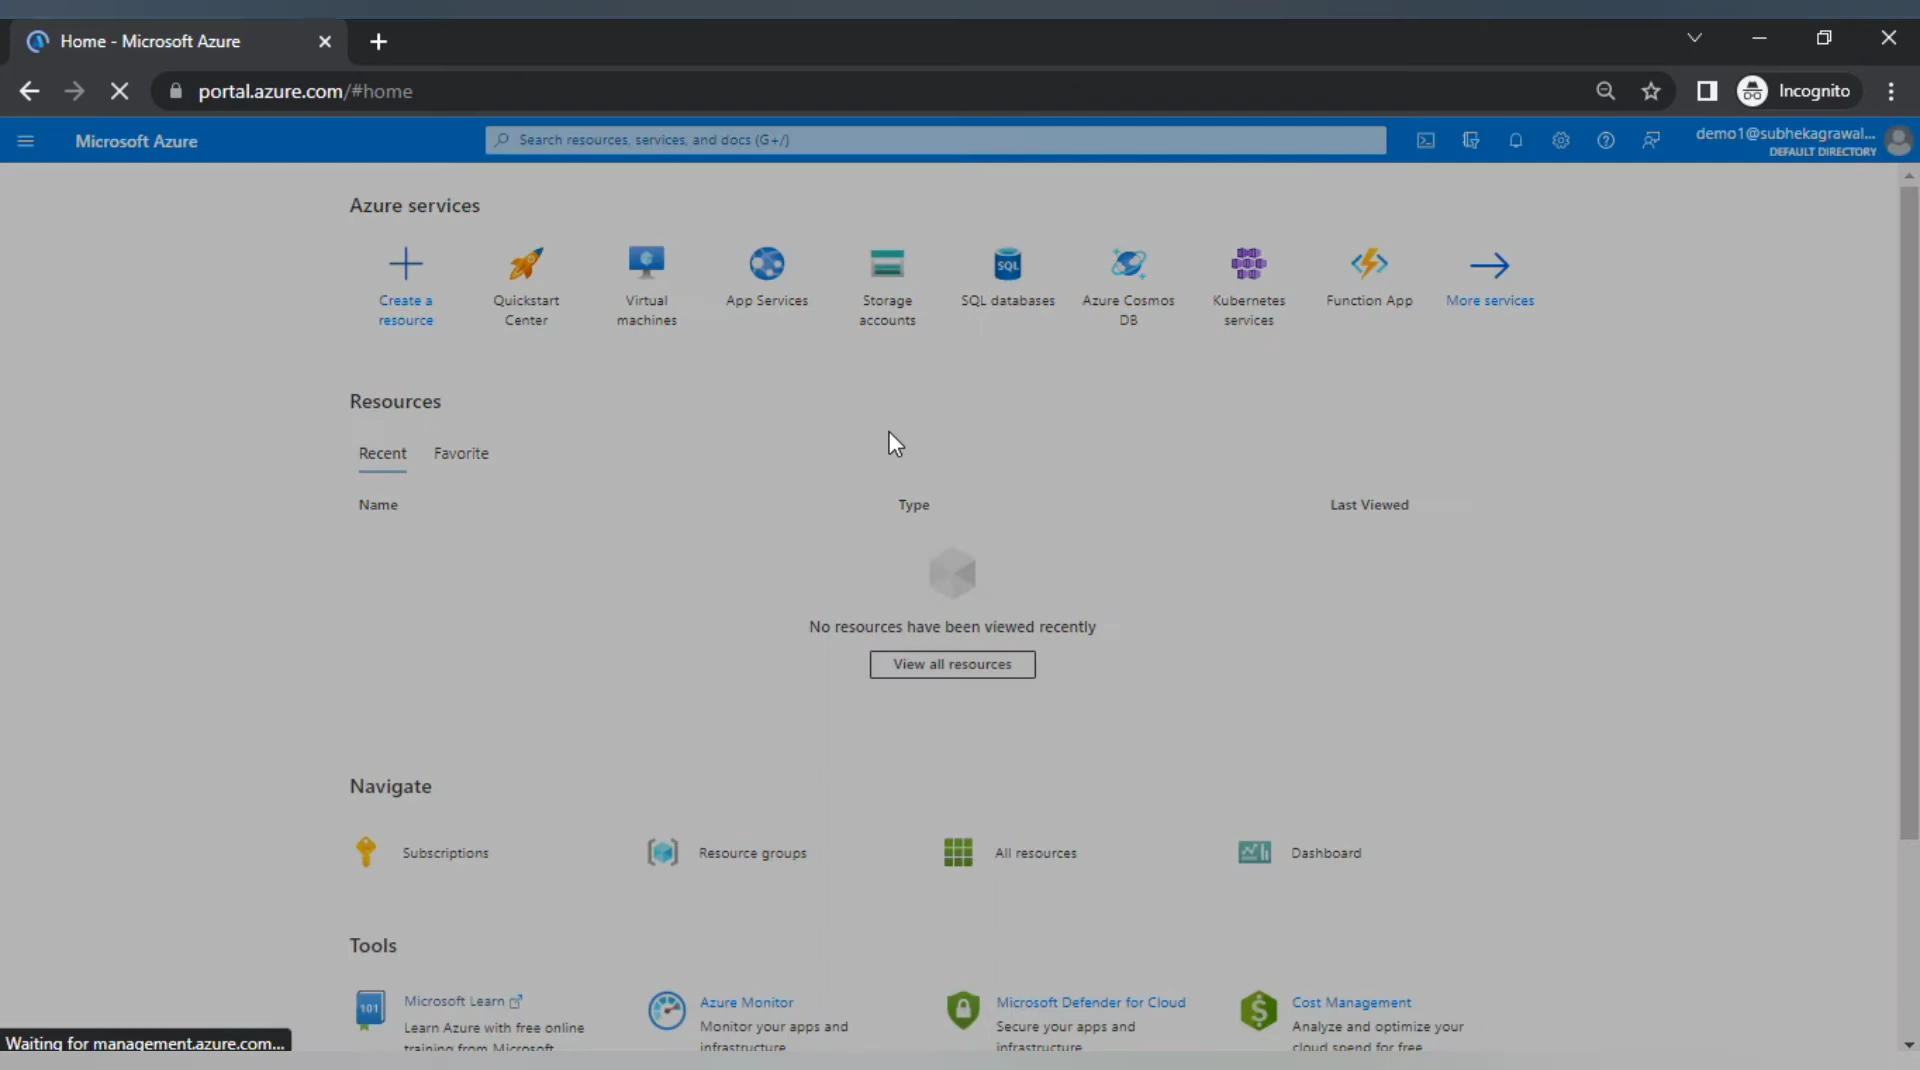 Home - Microsoft Azure
portal.azure.com/#home
Incognito
Microsoft Azure
Search resources, services, and docs (G+/)
demo1@subhekagrawal...
DEFAULT DIRECTORY
Azure services
Create a resource
Quickstart Center
Virtual machines
App Services
Storage accounts
SQL
SQL databases
Azure Cosmos DB
Kubernetes services
Function App
More services
Resources
Recent
Favorite
Name
Type
Last Viewed
No resources have been viewed recently
View all resources
Navigate
Subscriptions
Resource groups
All resources
Dashboard
Tools
101
Microsoft Learn
Learn Azure with free online
training from Microsoft
Azure Monitor
Monitor your apps and
infrastructure
Microsoft Defender for Cloud
Secure your apps and
infrastructure
Cost Management
Analyze and optimize your
cloud spend for free
Waiting for management.azure.com...